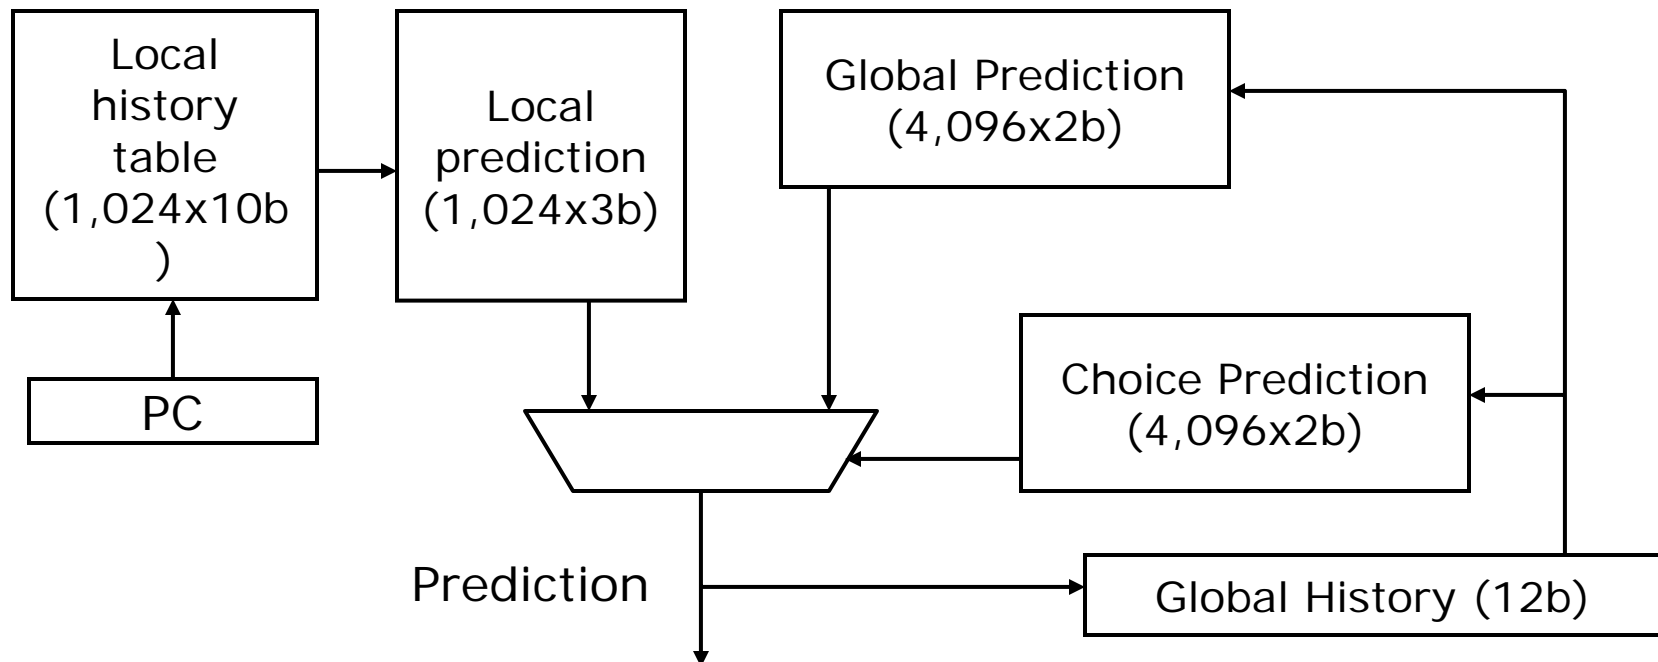 Local
history
table
(1,024x10b
)
Local
prediction
(1,024x3b)
Global Prediction
(4,096x2b)
PC
Choice Prediction
(4,096x2b)
Prediction
Global History (12b)